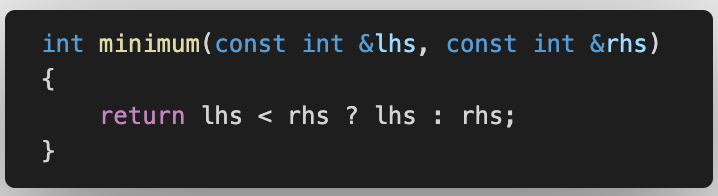 int minimum(const int &lhs, const int &rhs)
{
    return lhs < rhs ? lhs : rhs;
}